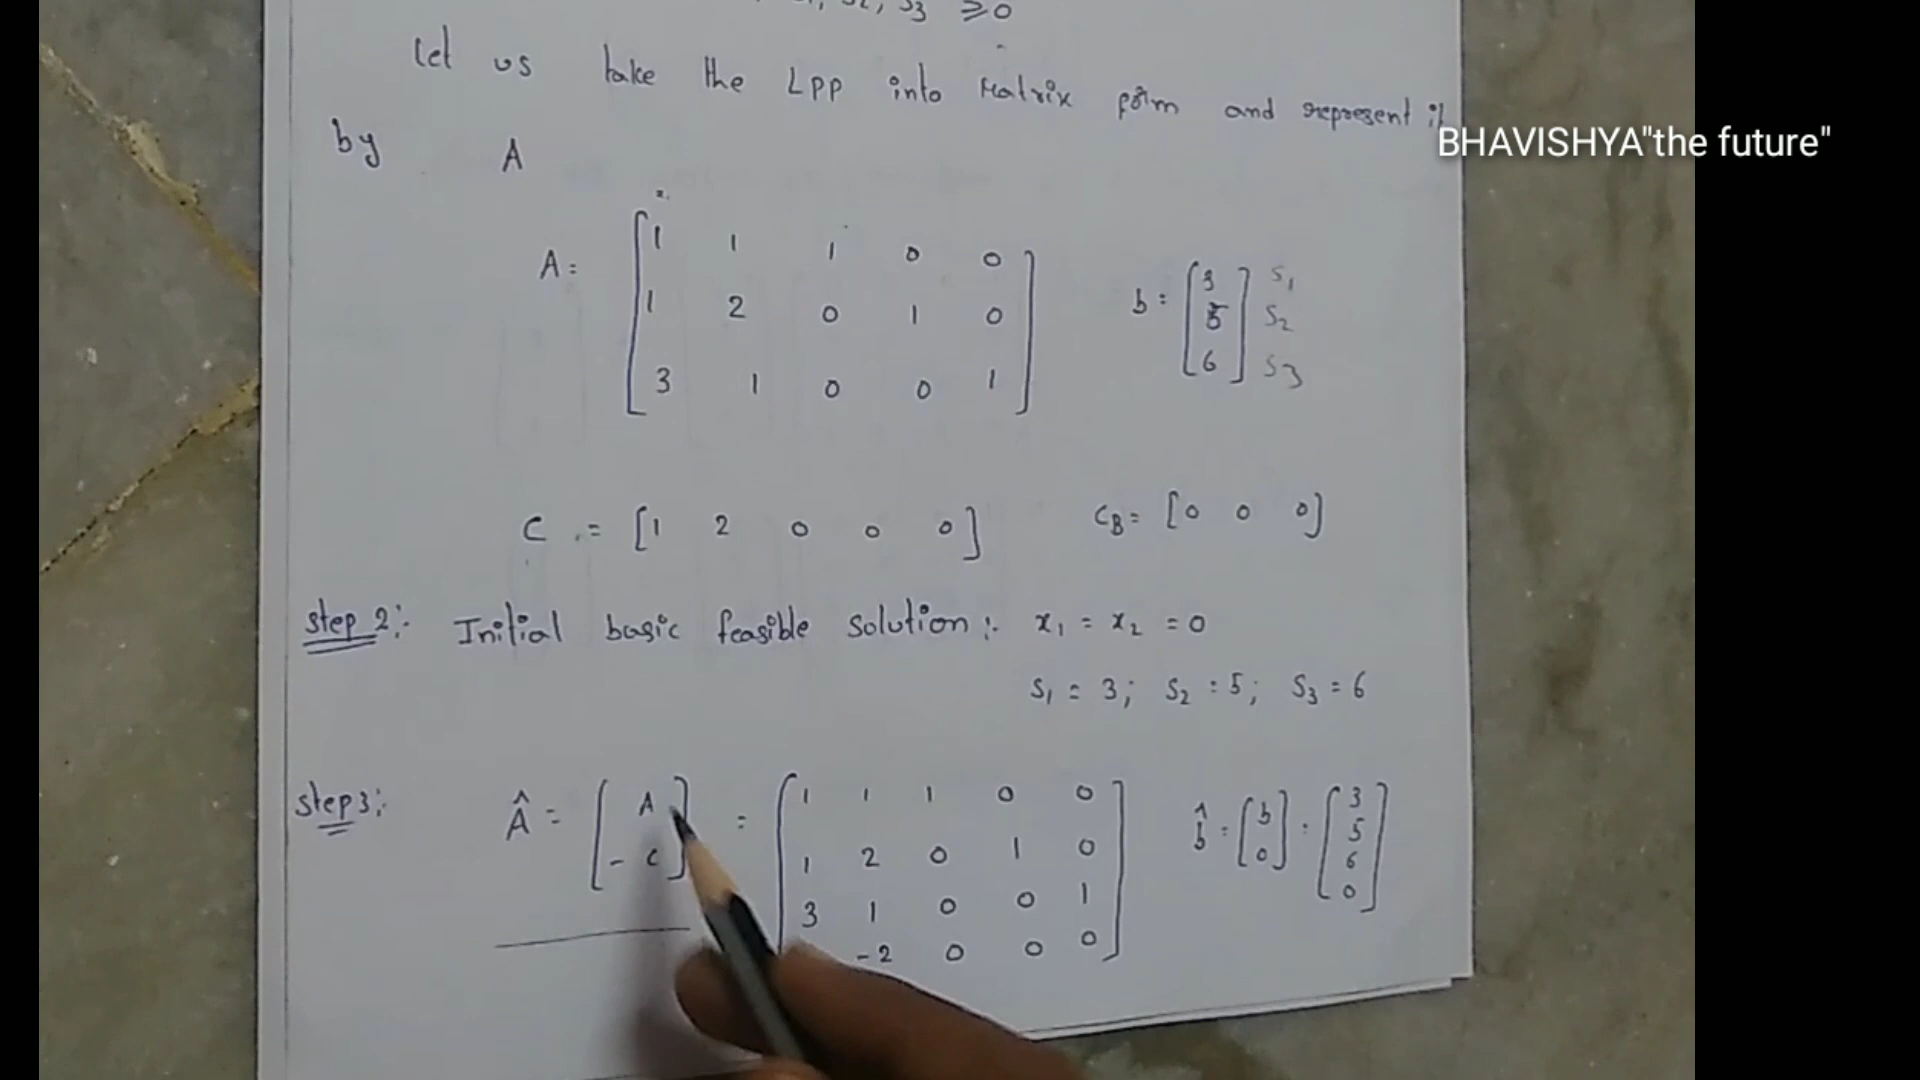 S2, S3 ≥0
Let us take the LPP into Matrix form and represent it
BHAVISHYA"the future"
by A
A = [1 1 1 0 0
1 2 0 1 0
3 1 0 0 1]
b = [3 5 6] S1 S2 S3
C = [1 2 0 0 0] CB = [0 0 0]
step 2:- Initial basic feasible solution:- x1 = x2 = 0
S1 = 3; S2 = 5; S3 = 6
step 3:- Â = [A
-C] = [1 1 1 0 0
1 2 0 1 0
3 1 0 0 1
-2 0 0 0]
b̂ = [b 0] = [3 5 6 0]